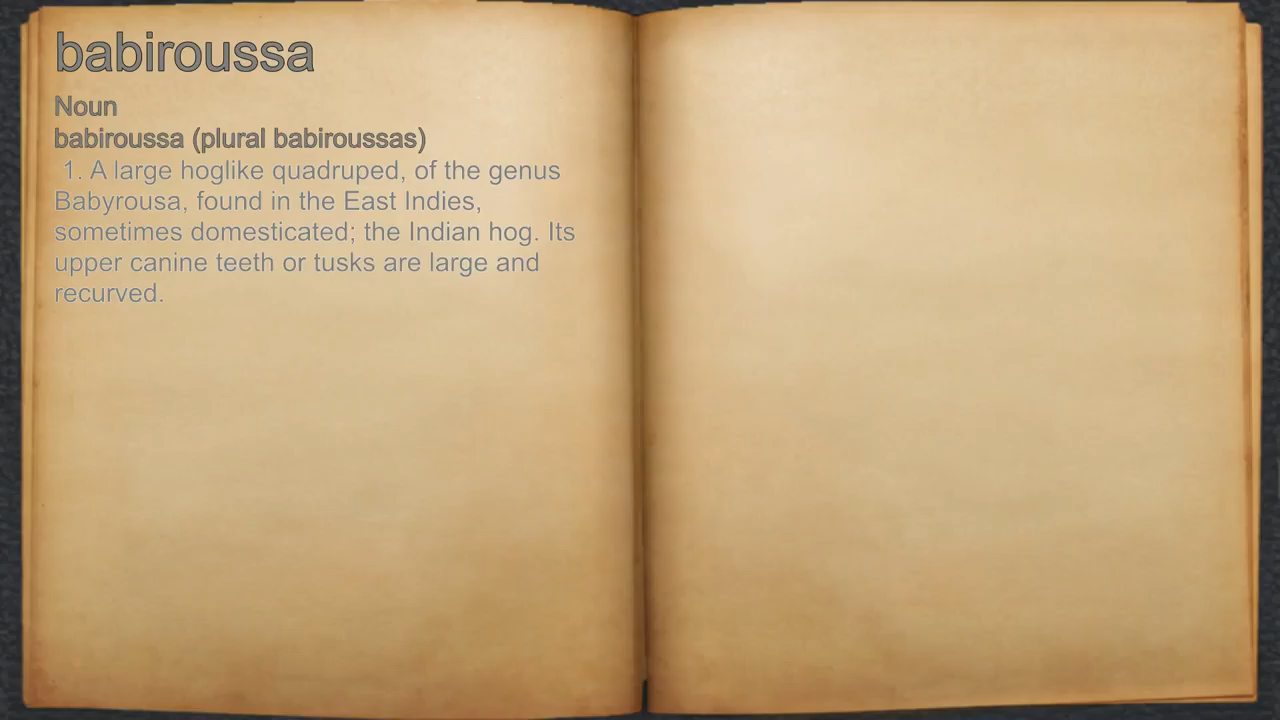 babiroussa
Noun
babiroussa (plural babiroussas)
1. A large hoglike quadruped, of the genus
Babyrousa, found in the East Indies,
sometimes domesticated; the Indian hog. Its
upper canine teeth or tusks are large and
recurved.